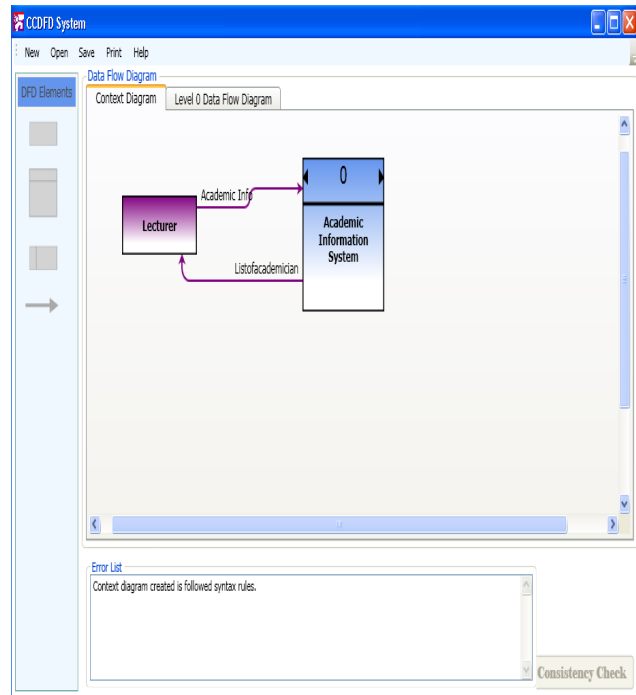 CCDFD System
New Open Save Print Help
DFD Elements
Data Flow Diagram
Context Diagram Level 0 Data Flow Diagram
0
Academic Info
Lecturer
Academic
Information
System
Listofacademician
Error List
Context diagram created is followed syntax rules.
Consistency Check